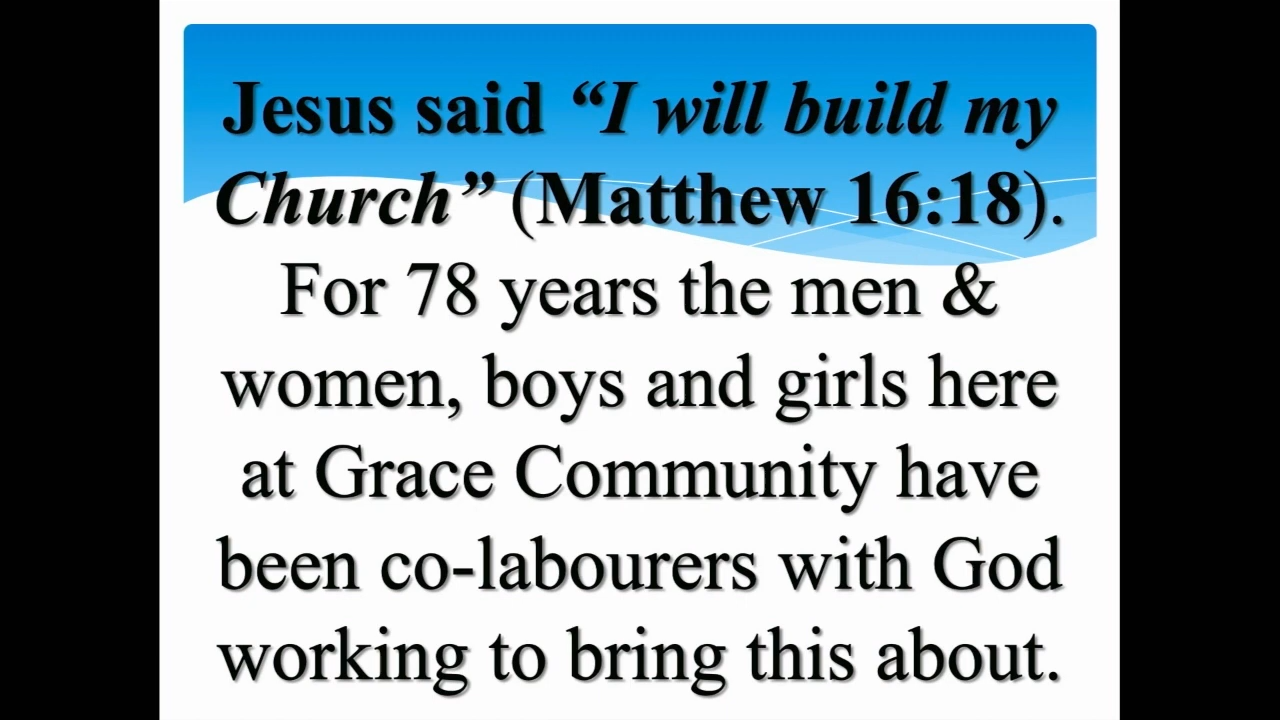 Jesus said “I will build my
Church” (Matthew 16:18).
For 78 years the men &
women, boys and girls here
at Grace Community have
been co-labourers with God
working to bring this about.